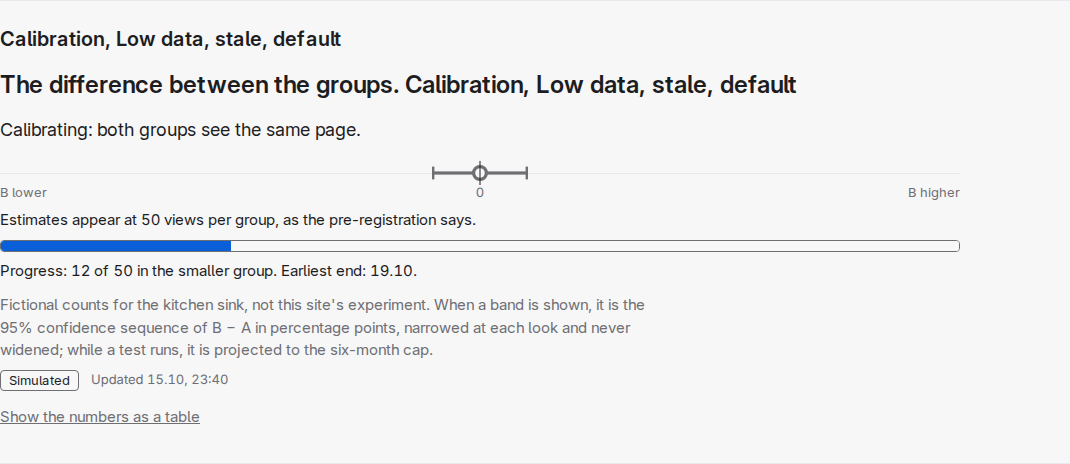 Calibration, Low data, stale, default
The difference between the groups. Calibration, Low data, stale, default
Calibrating: both groups see the same page.
B lower
0
B higher
Estimates appear at 50 views per group, as the pre-registration says.
Progress: 12 of 50 in the smaller group. Earliest end: 19.10.
Fictional counts for the kitchen sink, not this site's experiment. When a band is shown, it is the
95% confidence sequence of B − A in percentage points, narrowed at each look and never
widened; while a test runs, it is projected to the six-month cap.
Simulated
Updated 15.10, 23:40
Show the numbers as a table